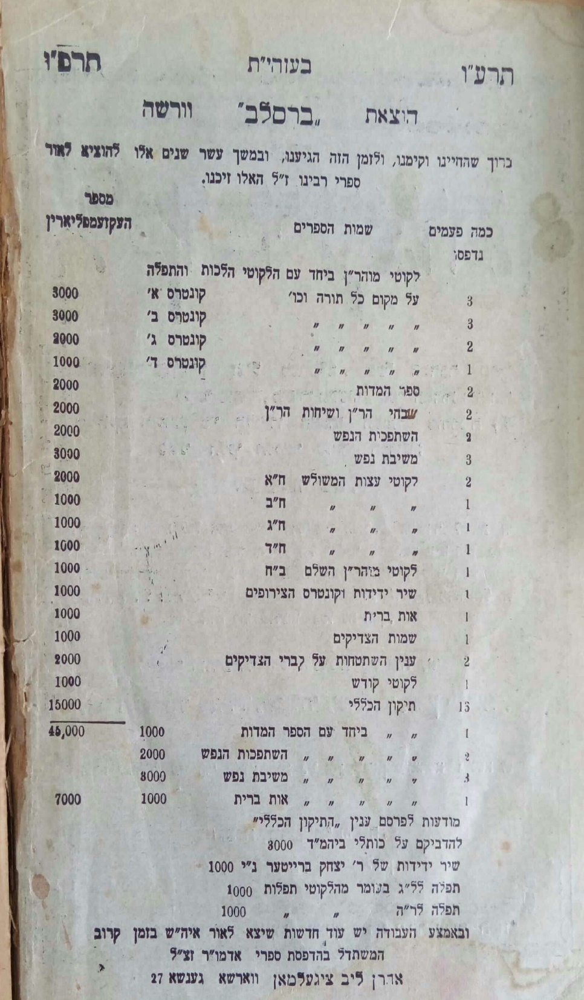 תרע"ו בעזהי"ת תרפ"ו
הוצאת „ברסלב" וורשה
ברוך שהחיינו וקימנו, ולזמן הזה הגיענו, ובמשך עשר שנים אלו להוציא לאור
ספרי רבינו ז"ל האלו זיכנו.
כמה פעמים נדפסו שמות הספרים מספר העקזעמפליארין
לקוטי מוהר"ן ביחד עם הלקוטי הלכות והתפלה
3 על מקום כל תורה וכו' קונטרס א' 3000
3 " " " " " קונטרס ב' 3000
2 " " " " " קונטרס ג' 2000
1 " " " " " קונטרס ד' 1000
2 ספר המדות 2000
2 שבחי הר"ן ושיחות הר"ן 2000
2 השתפכות הנפש 2000
3 משיבת נפש 3000
2 לקוטי עצות המשולש ח"א 2000
1 " " " ח"ב 1000
1 " " " ח"ג 1000
1 " " " ח"ד 1000
1 לקוטי מוהר"ן השלם ב"ח 1000
1 שיר ידידות וקונטרס הצירופים 1000
1 אות ברית 1000
1 שמות הצדיקים 1000
2 ענין השתטחות על קברי הצדיקים 2000
1 לקוטי קודש 1000
15 תיקון הכללי 15000
1 " " ביחד עם הספר המדות 1000 45,000
2 " " " " " השתפכות הנפש 2000
3 " " " " " משיבת נפש 3000
1 " " " " " אות ברית 1000 7000
מודעות לפרסם ענין „התיקון הכללי"
להדביקם על כותלי ביהמ"ד 3000
שיר ידידות של ר' יצחק ברייטער נ"י 1000
תפלה לל"ג בעומר מהלקוטי תפלות 1000
תפלה לר"ה " " 1000
ובאמצע העבודה יש עוד חדשות שיצא לאור איה"ש בזמן קרוב
המשתדל בהדפסת ספרי אדמו"ר זצ"ל
אהרן ליב ציגעלמאן ווארשא גענשא 27